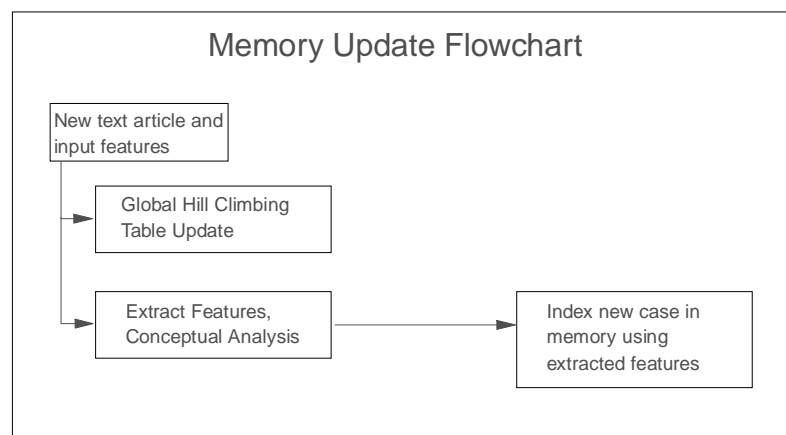 Memory Update Flowchart
New text article and
input features
Global Hill Climbing
Table Update
Extract Features,
Conceptual Analysis
Index new case in
memory using
extracted features